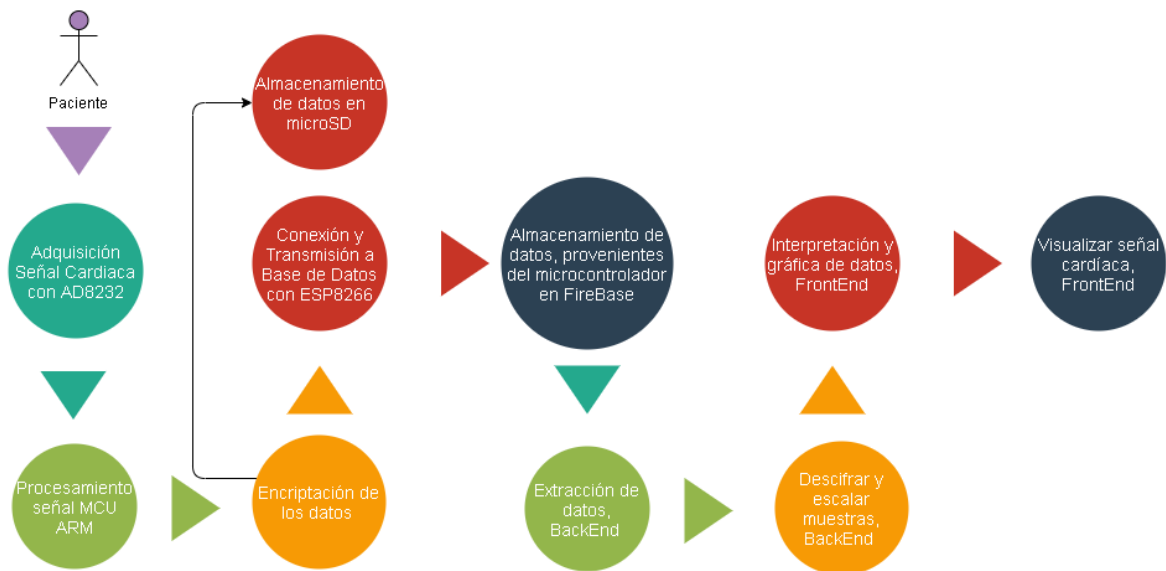 Paciente
Adquisición
Señal Cardiaca
con AD8232
Procesamiento
señal MCU
ARM
Encriptación de
los datos
Almacenamiento
de datos en
microSD
Conexión y
Transmisión a
Base de Datos
con ESP8266
Almacenamiento de
datos, provenientes
del microcontrolador
en FireBase
Extracción de
datos,
BackEnd
Descifrar y
escalar
muestras,
BackEnd
Interpretación y
gráfica de datos,
FrontEnd
Visualizar señal
cardíaca,
FrontEnd